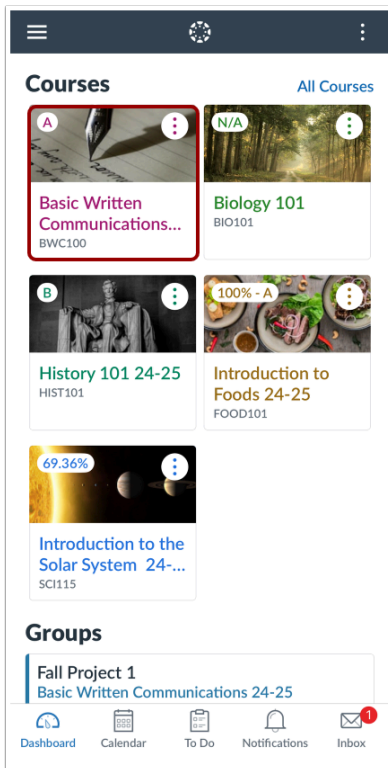 Courses
All Courses
A
N/A
Basic Written
Communications...
BWC100
Biology 101
BIO101
B
100% - A
History 101 24-25
HIST101
Introduction to
Foods 24-25
FOOD101
69.36%
Introduction to the
Solar System 24-...
SCI115
Groups
Fall Project 1
Basic Written Communications 24-25
1
Dashboard
Calendar
To Do
Notifications
Inbox